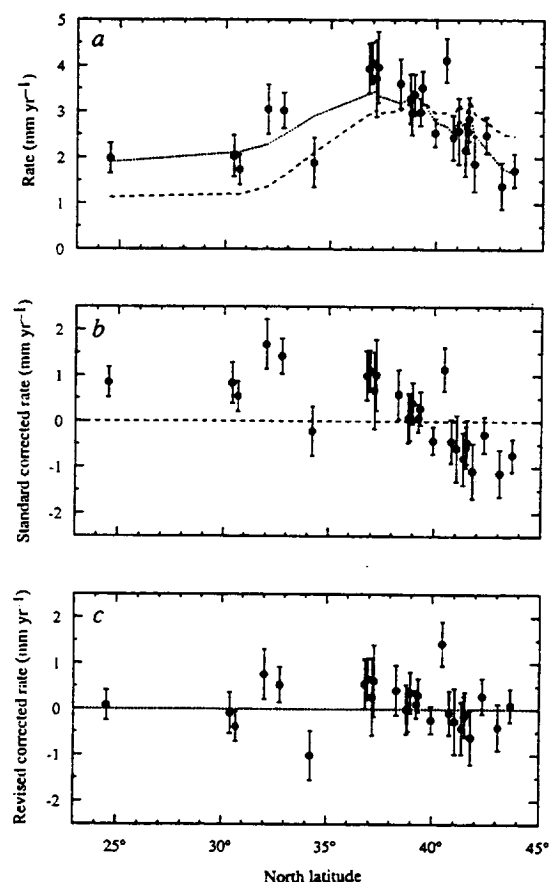 a
5
4
3
2
1
0
Rate (mm yr⁻¹)
b
2
1
0
-1
-2
Standard corrected rate (mm yr⁻¹)
c
2
1
0
-1
-2
Revised corrected rate (mm yr⁻¹)
25° 30° 35° 40° 45°
North latitude